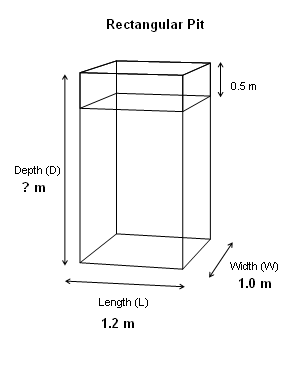 Rectangular Pit
0.5 m
Depth (D)
? m
Width (W)
1.0 m
Length (L)
1.2 m